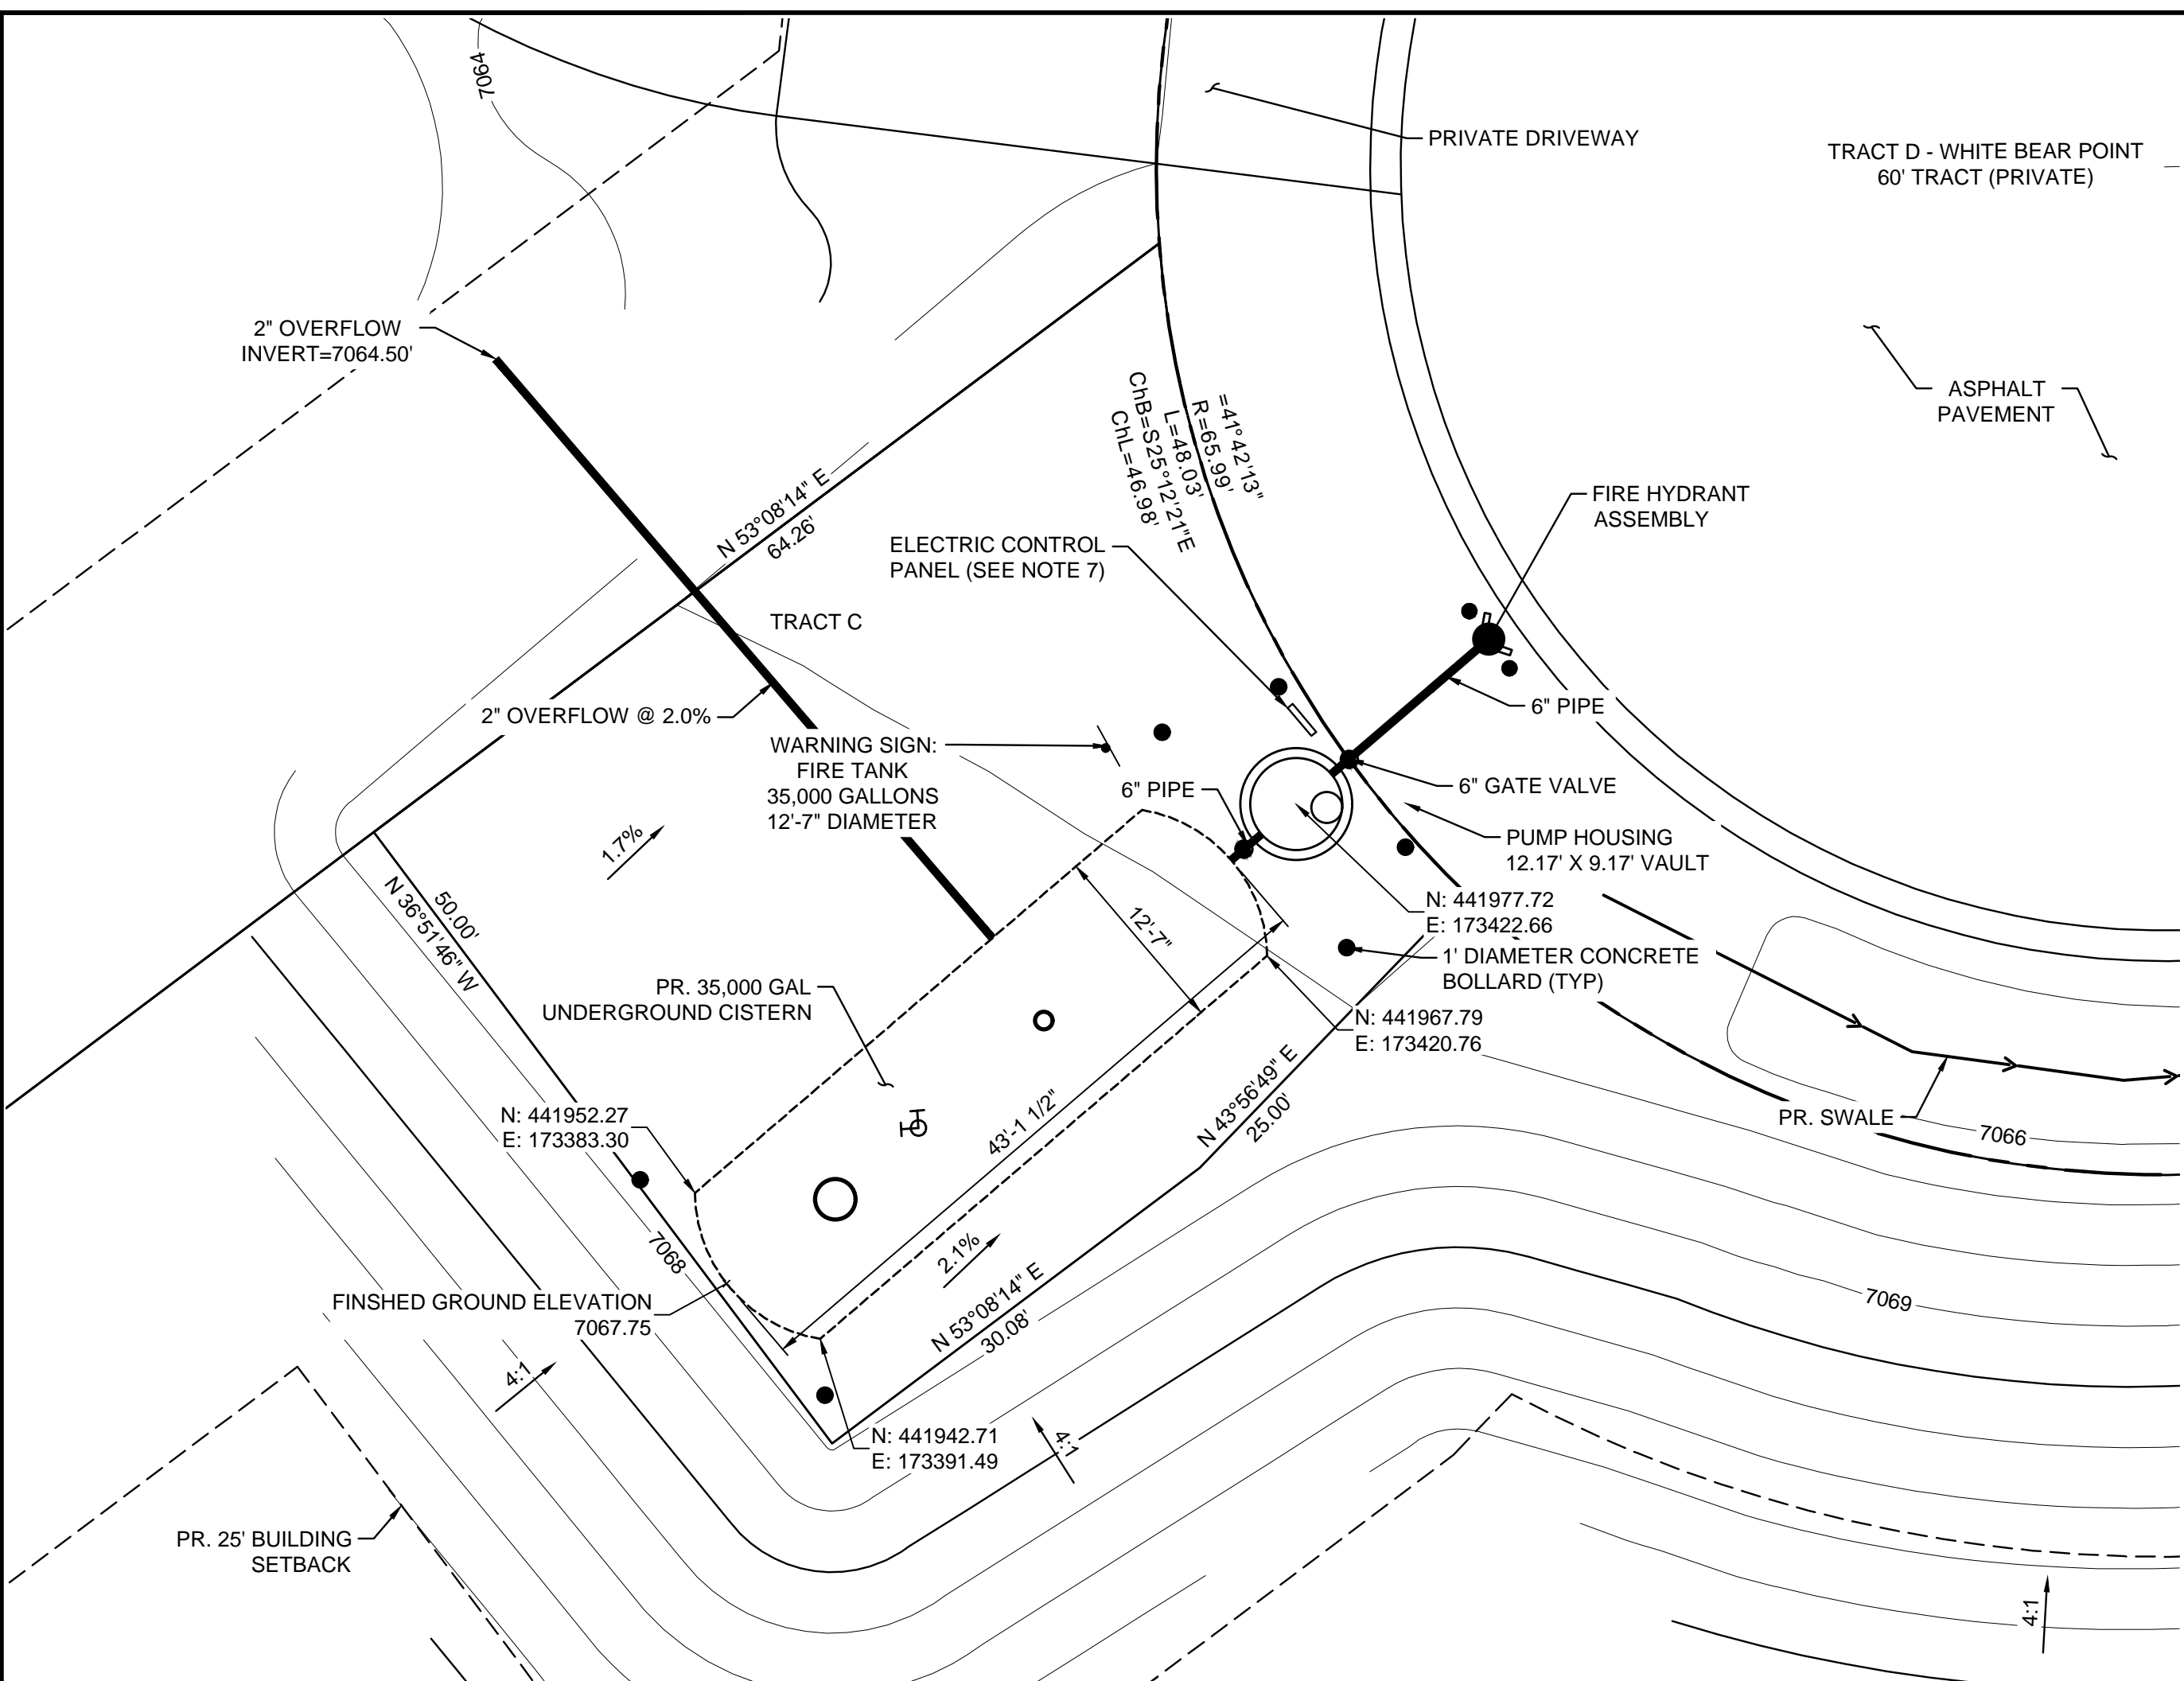 7064
PRIVATE DRIVEWAY
TRACT D - WHITE BEAR POINT
60' TRACT (PRIVATE)
2" OVERFLOW
INVERT=7064.50'
ASPHALT
PAVEMENT
=41°42'13"
R=65.99'
L=48.03'
ChB=S25°12'21"E
ChL=46.98'
N 53°08'14" E
64.26'
FIRE HYDRANT
ASSEMBLY
ELECTRIC CONTROL
PANEL (SEE NOTE 7)
TRACT C
2" OVERFLOW @ 2.0%
6" PIPE
WARNING SIGN:
FIRE TANK
35,000 GALLONS
12'-7" DIAMETER
6" PIPE
6" GATE VALVE
PUMP HOUSING
12.17' X 9.17' VAULT
1.7%
50.00'
N 36°51'46" W
12'-7"
N: 441977.72
E: 173422.66
1' DIAMETER CONCRETE
BOLLARD (TYP)
PR. 35,000 GAL
UNDERGROUND CISTERN
N: 441967.79
E: 173420.76
N: 441952.27
E: 173383.30
43'-1 1/2"
N 43°56'49" E
25.00'
PR. SWALE
7066
7068
2.1%
N 53°08'14" E
30.08'
FINSHED GROUND ELEVATION
7067.75
7069
4:1
N: 441942.71
E: 173391.49
4:1
PR. 25' BUILDING
SETBACK
4:1